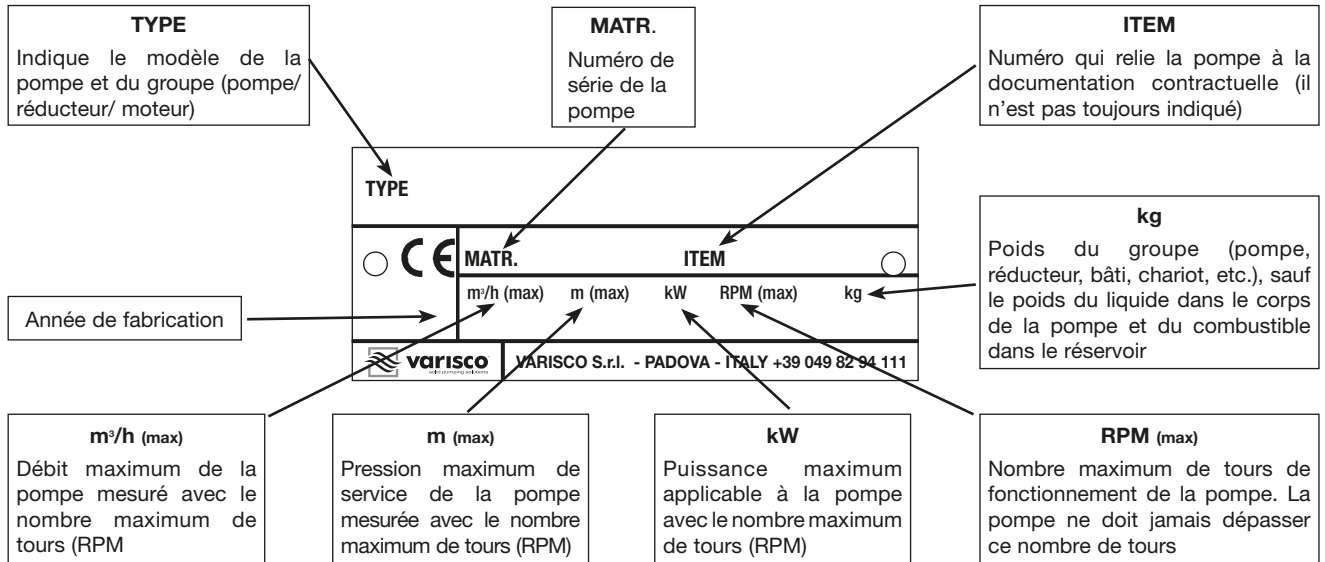 TYPE
Indique le modèle de la
pompe et du groupe (pompe/
réducteur/ moteur)
MATR.
Numéro de
série de la
pompe
ITEM
Numéro qui relie la pompe à la
documentation contractuelle (il
n'est pas toujours indiqué)
TYPE
CE
MATR. ITEM
m³/h (max) m (max) kW RPM (max) kg
varisco
solid pumping solutions
VARISCO S.r.l. - PADOVA - ITALY +39 049 82 94 111
Année de fabrication
kg
Poids du groupe (pompe,
réducteur, bâti, chariot, etc.), sauf
le poids du liquide dans le corps
de la pompe et du combustible
dans le réservoir
m³/h (max)
Débit maximum de la
pompe mesuré avec le
nombre maximum de
tours (RPM
m (max)
Pression maximum de
service de la pompe
mesurée avec le nombre
maximum de tours (RPM)
kW
Puissance maximum
applicable à la pompe
avec le nombre maximum
de tours (RPM)
RPM (max)
Nombre maximum de tours de
fonctionnement de la pompe. La
pompe ne doit jamais dépasser
ce nombre de tours